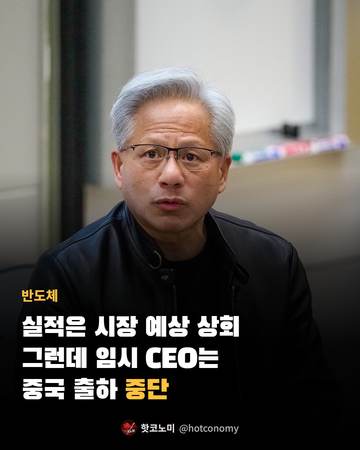 반도체
실적은 시장 예상 상회
그런데 임시 CEO는
중국 출하 중단
핫코노미 @hotconomy